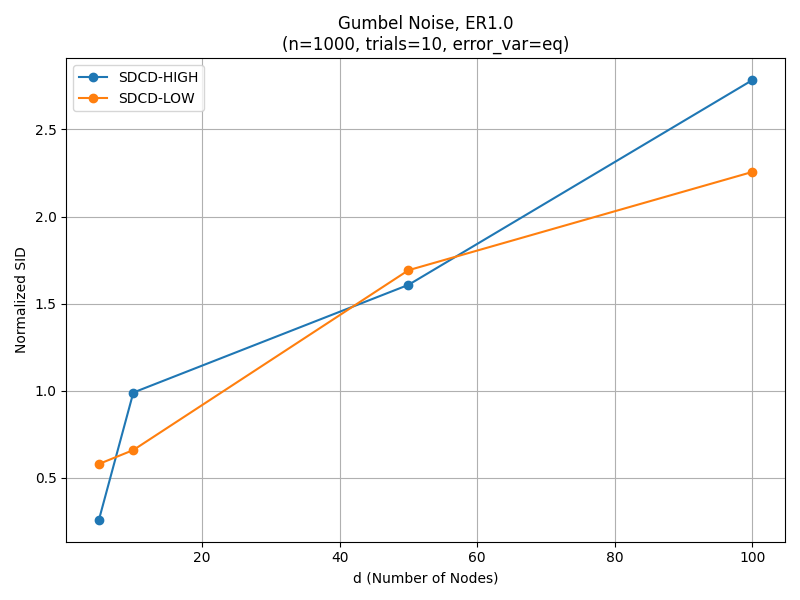 Gumbel Noise, ER1.0
(n=1000, trials=10, error_var=eq)
SDCD-HIGH
SDCD-LOW
Normalized SID
2.5
2.0
1.5
1.0
0.5
20 40 60 80 100
d (Number of Nodes)